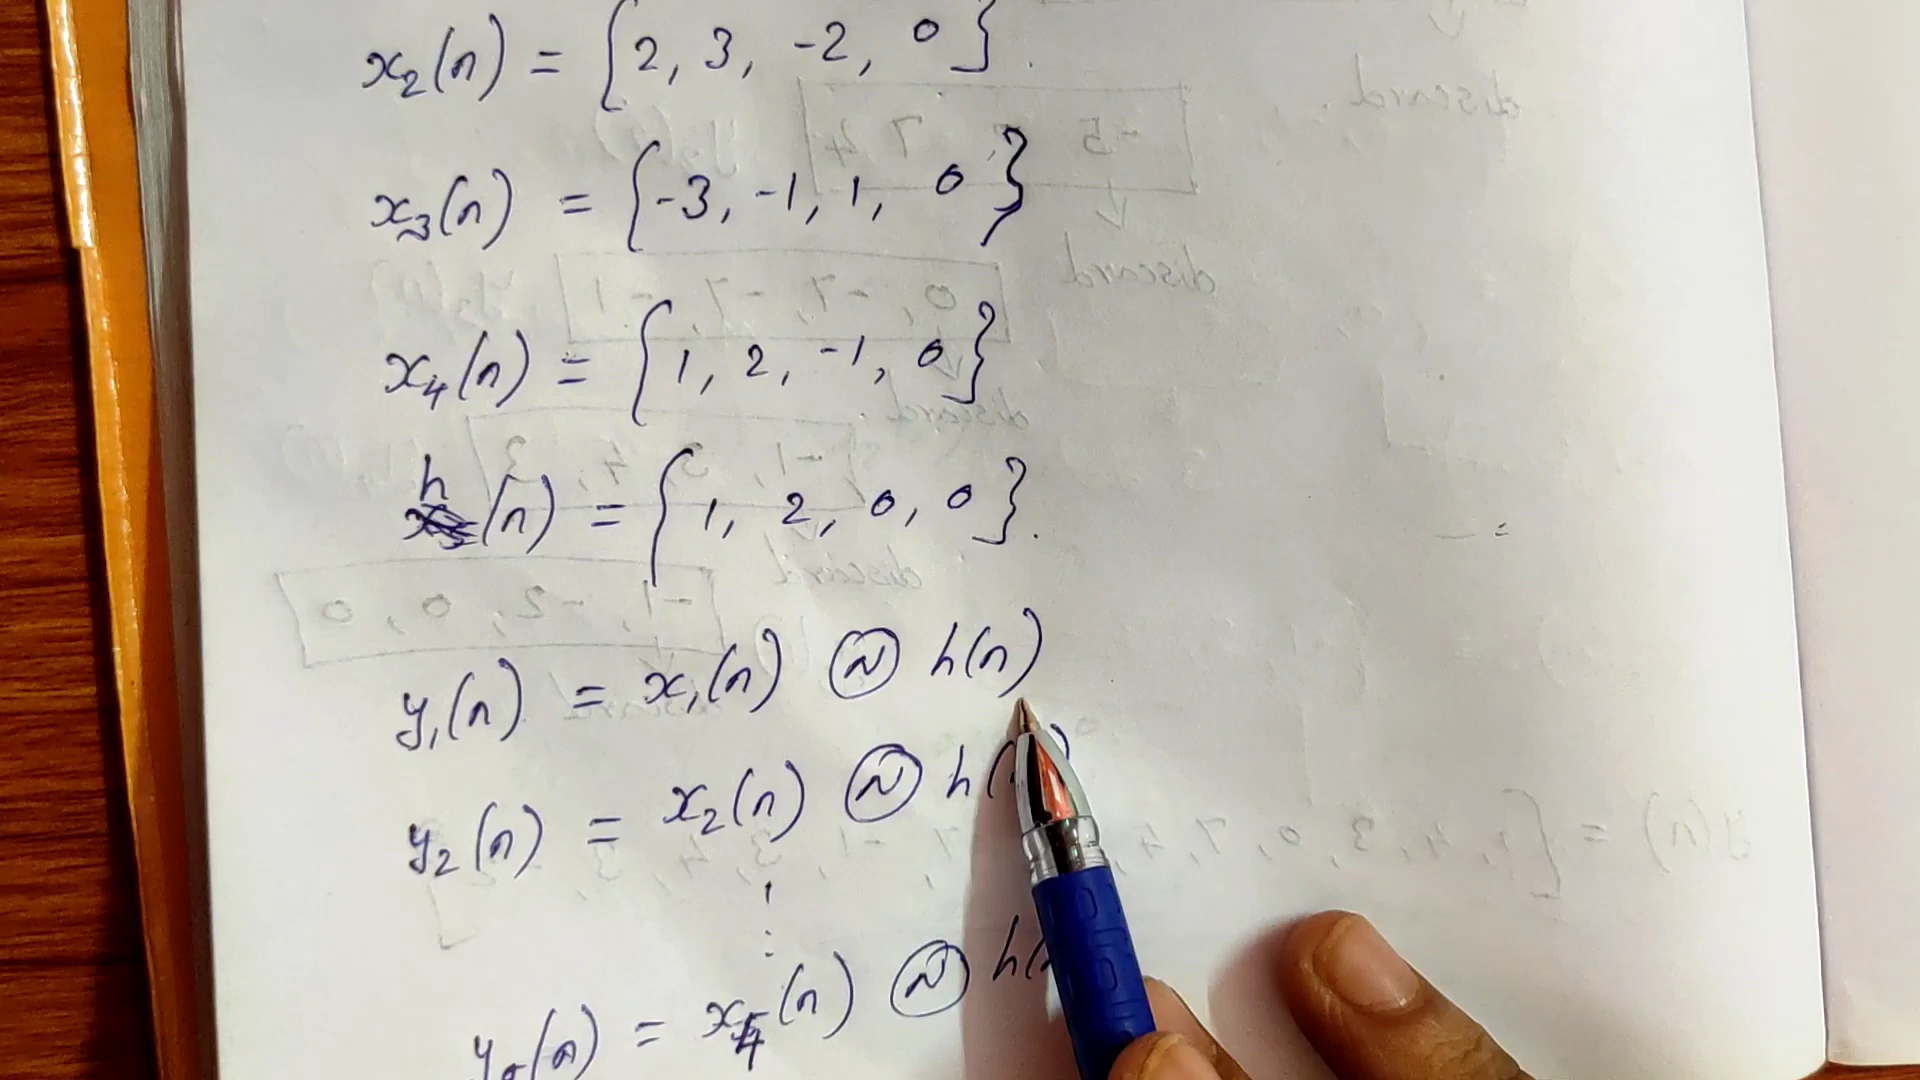 x₂(n) = {2, 3, -2, 0}.
x₃(n) = {-3, -1, 1, 0}
x₄(n) = {1, 2, -1, 0}
h(n) = {1, 2, 0, 0}.
y₁(n) = x₁(n) Ⓝ h(n)
y₂(n) = x₂(n) Ⓝ h(
⋮
(n) = x₄(n) Ⓝ h(